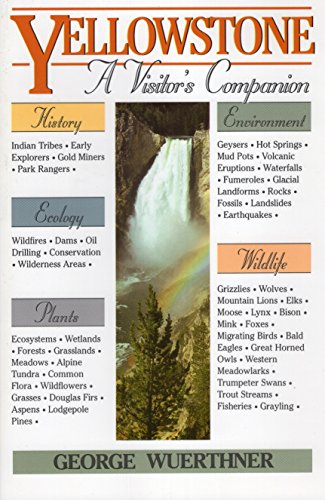 YELLOWSTONE
A Visitor's Companion
History
Indian Tribes • Early
Explorers • Gold Miners
• Park Rangers •
Ecology
Wildfires • Dams • Oil
Drilling • Conservation
• Wilderness Areas •
Plants
Ecosystems • Wetlands
• Forests • Grasslands •
Meadows • Alpine
Tundra • Common
Flora • Wildflowers •
Grasses • Douglas Firs •
Aspens • Lodgepole
Pines •
Environment
Geysers • Hot Springs •
Mud Pots • Volcanic
Eruptions • Waterfalls
• Fumeroles • Glacial
Landforms • Rocks •
Fossils • Landslides
• Earthquakes •
Wildlife
Grizzlies • Wolves •
Mountain Lions • Elks •
Moose • Lynx • Bison •
Mink • Foxes •
Migrating Birds • Bald
Eagles • Great Horned
Owls • Western
Meadowlarks •
Trumpeter Swans •
Trout Streams •
Fisheries • Grayling •
GEORGE WUERTHNER